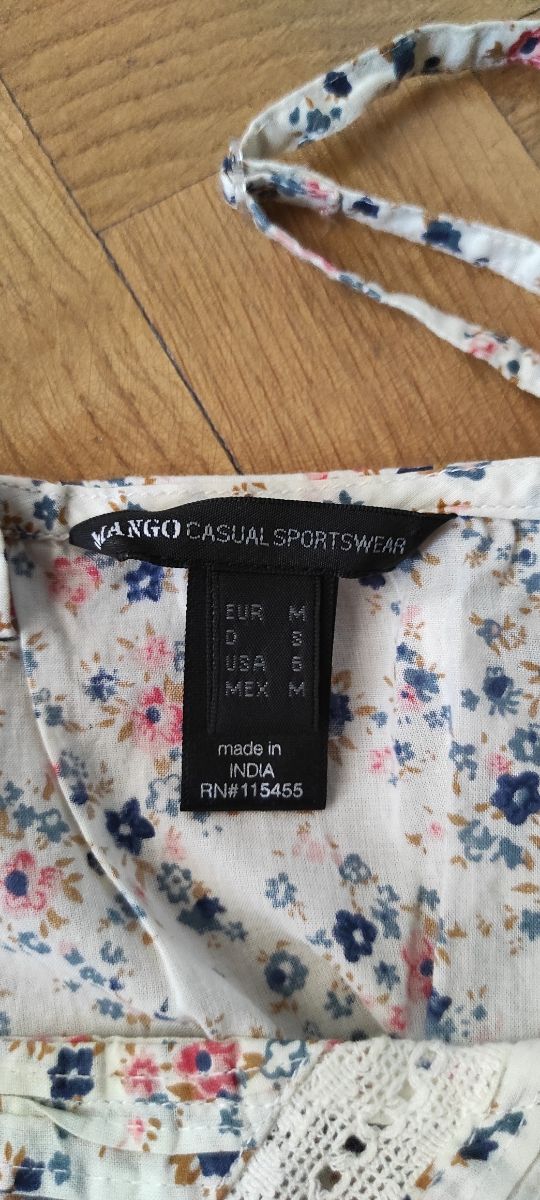 MANGO CASUAL SPORTSWEAR
EUR M
D S
USA 6
MEX M
made in
INDIA
RN#115455